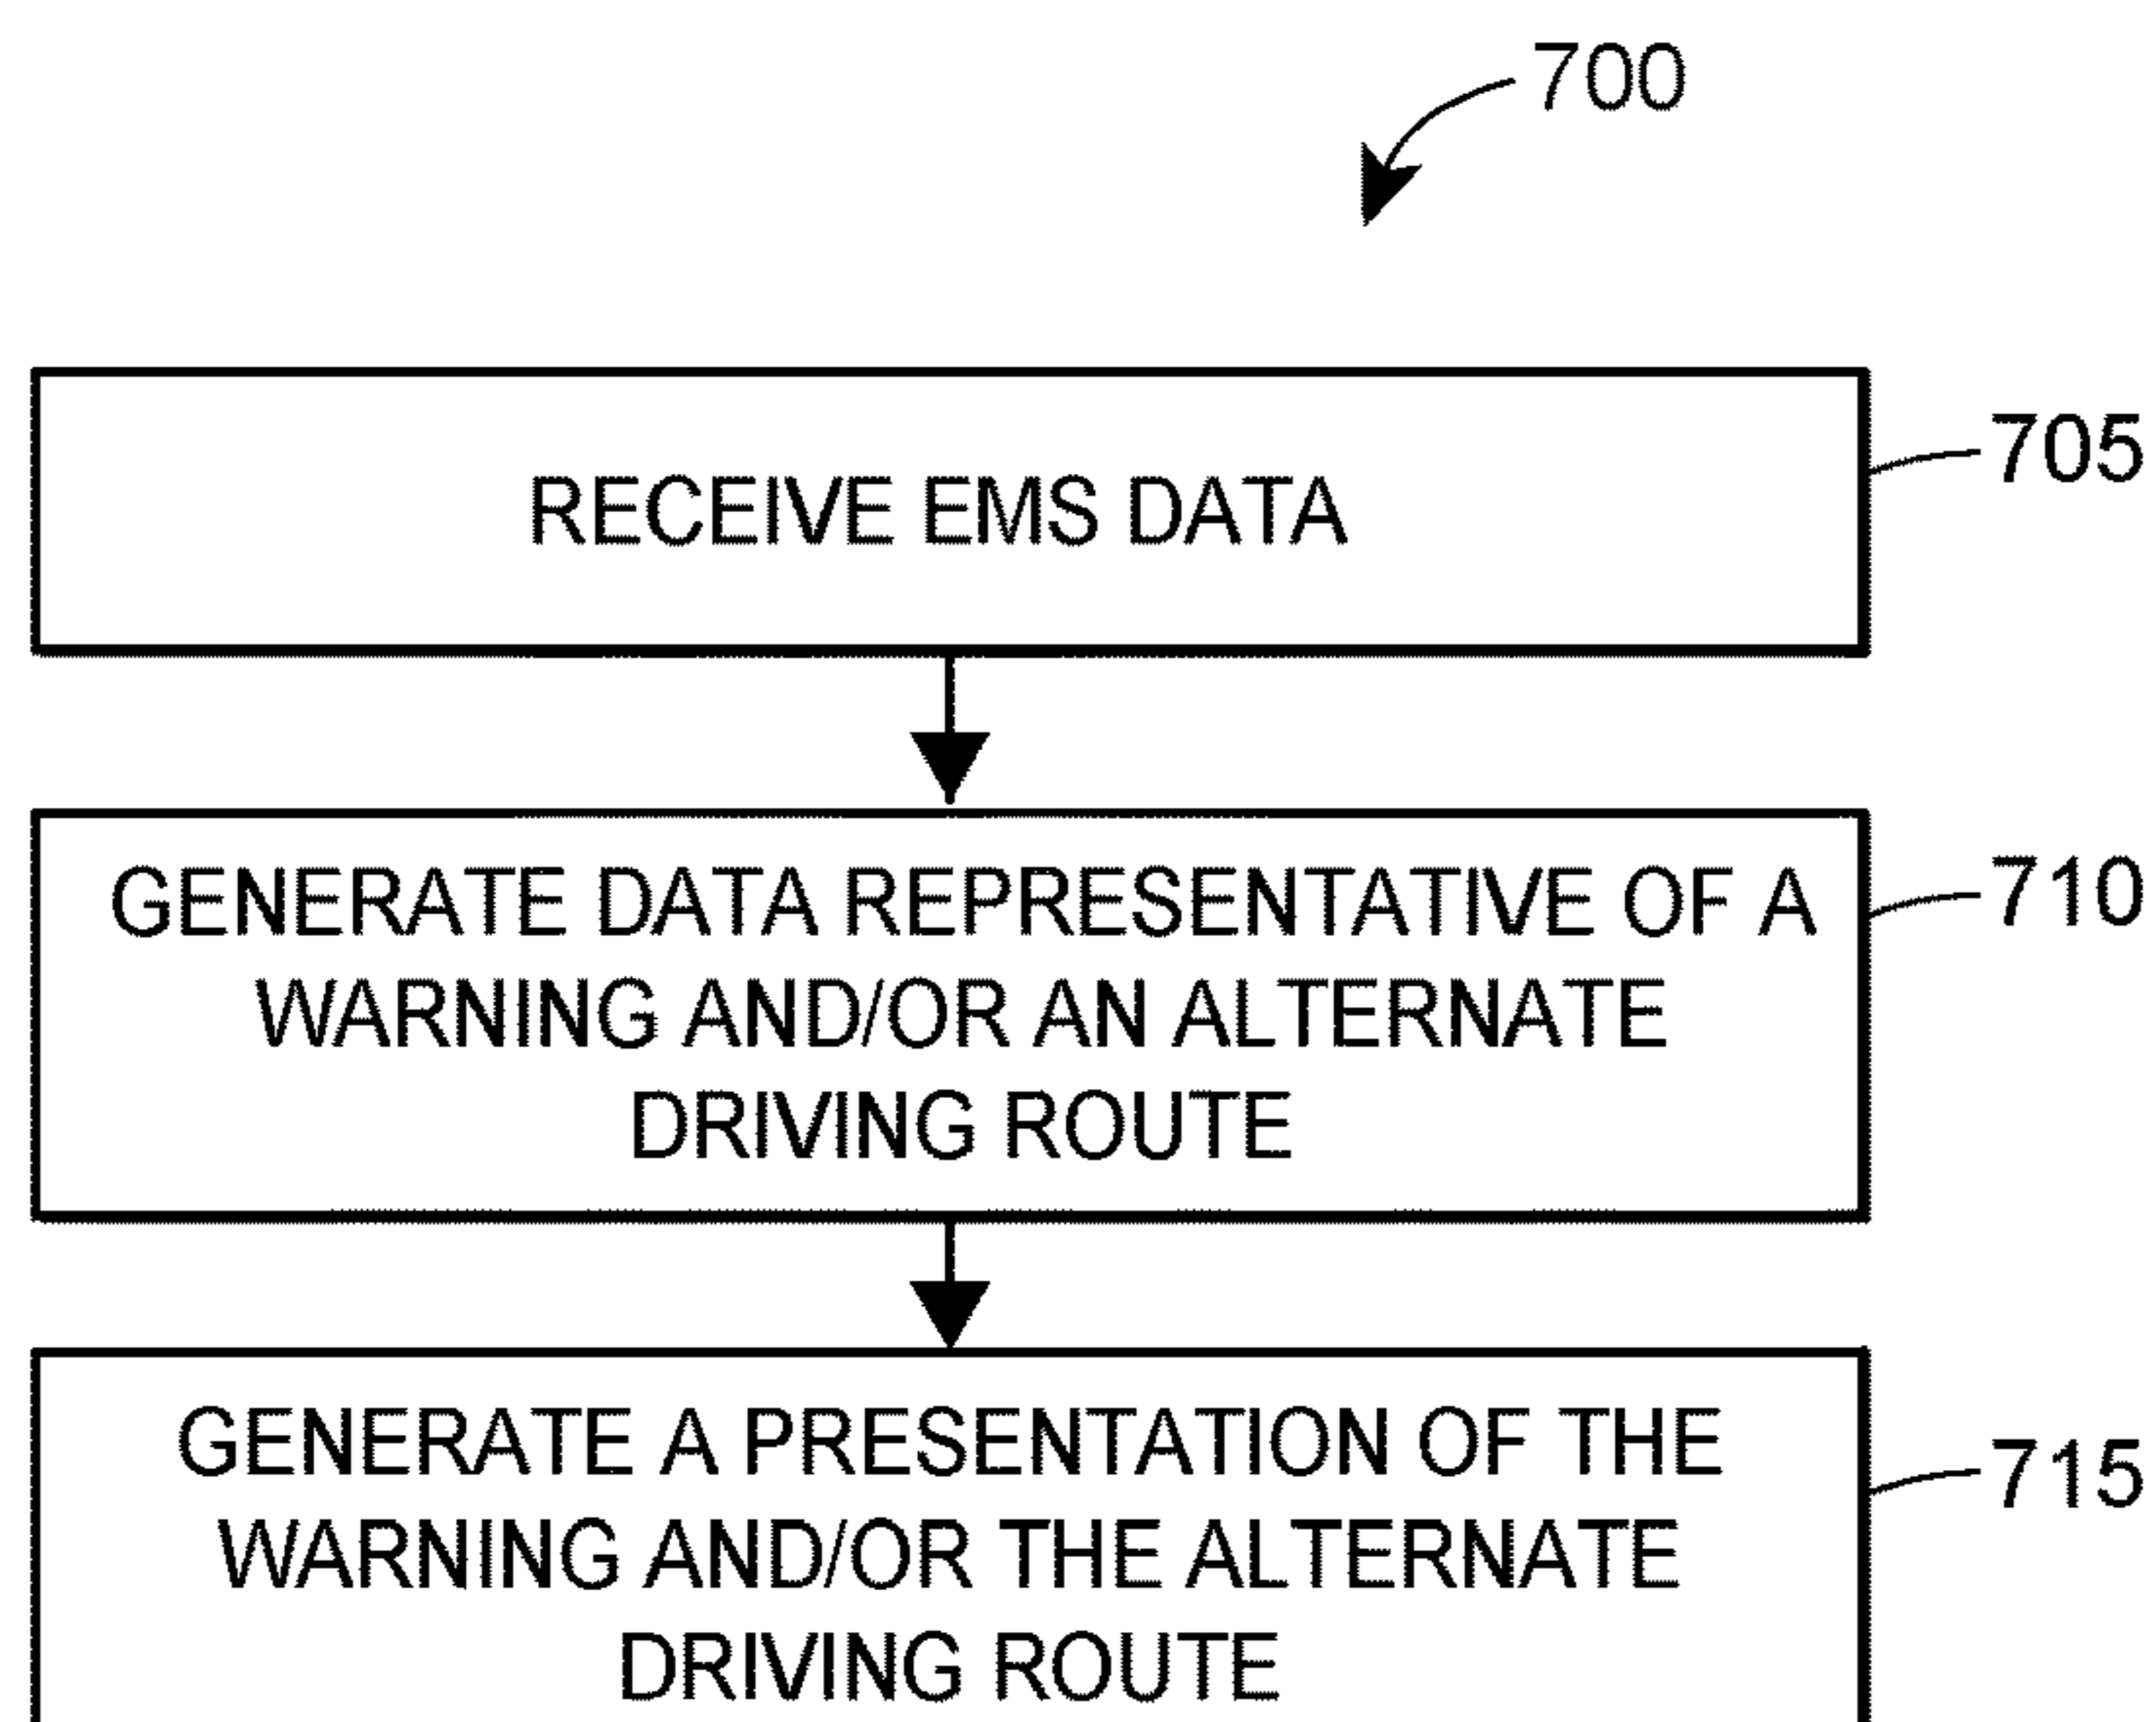 700
RECEIVE EMS DATA
705
GENERATE DATA REPRESENTATIVE OF A
WARNING AND/OR AN ALTERNATE
DRIVING ROUTE
710
GENERATE A PRESENTATION OF THE
WARNING AND/OR THE ALTERNATE
DRIVING ROUTE
715